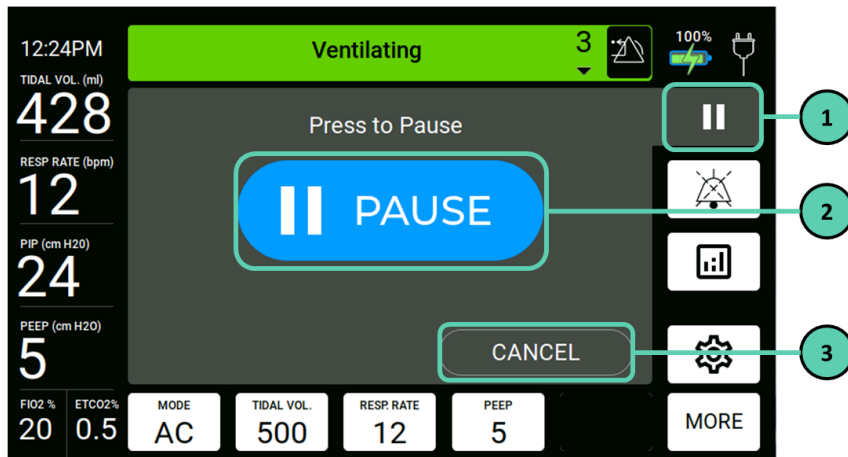 12:24PM
Ventilating
3
100%
TIDAL VOL. (ml)
428
RESP RATE (bpm)
12
PIP (cm H20)
24
PEEP (cm H2O)
5
FIO2 %
20
ETCO2%
0.5
Press to Pause
PAUSE
CANCEL
MODE
AC
TIDAL VOL.
500
RESP. RATE
12
PEEP
5
MORE
1
2
3